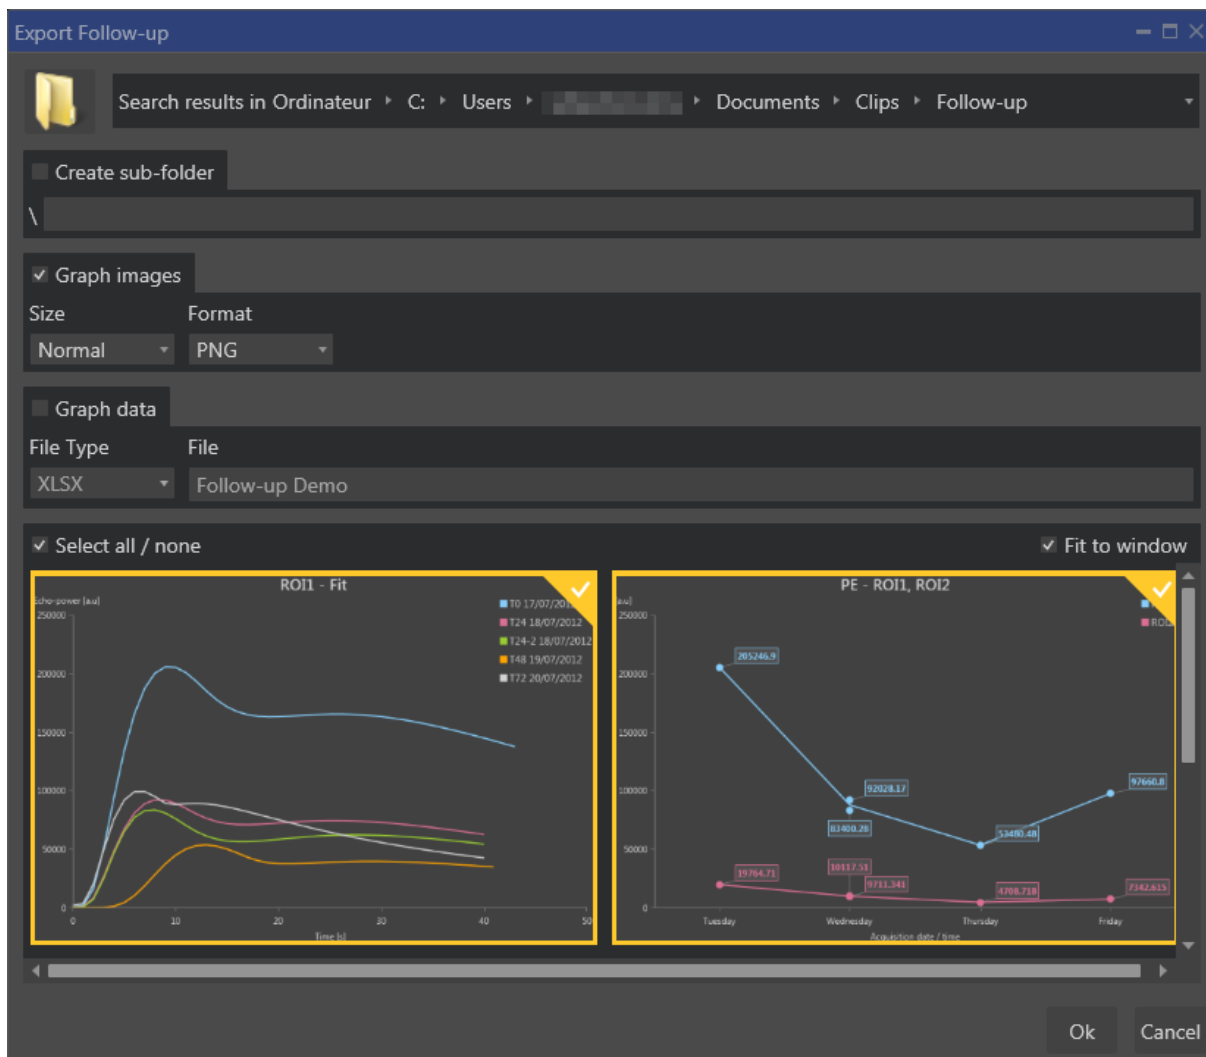 Export Follow-up
Search results in Ordinateur C: Users Documents Clips Follow-up
Create sub-folder
\
Graph images
Size Format
Normal PNG
Graph data
File Type File
XLSX Follow-up Demo
Select all / none Fit to window
ROI1 - Fit
Echo-power [a.u]
T0 17/07/2012
T24 18/07/2012
T24-2 18/07/2012
T48 19/07/2012
T72 20/07/2012
250000
200000
150000
100000
50000
0
0 10 20 30 40 50
Time [s]
PE - ROI1, ROI2
[a.u]
250000
200000
150000
100000
50000
0
205246.9
92028.17
83400.28
53480.48
97660.8
19764.71
10117.51
9711.341
4708.718
7342.615
Tuesday Wednesday Thursday Friday
Acquisition date / time
Ok Cancel